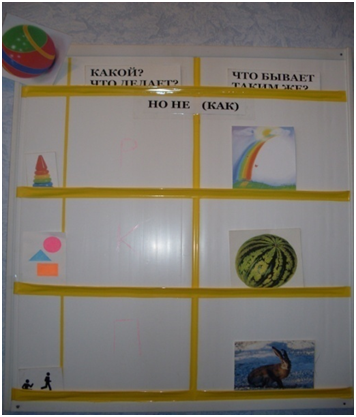 КАКОЙ?
ЧТО ДЕЛАЕТ?
ЧТО БЫВАЕТ
ТАКИМ ЖЕ?
НО НЕ (КАК)